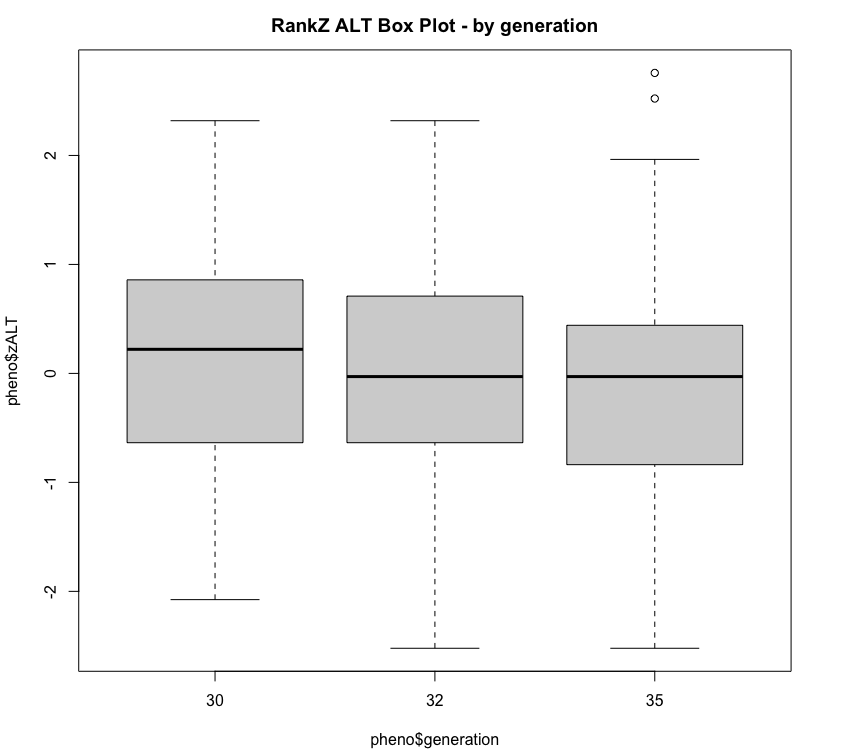 RankZ ALT Box Plot - by generation
pheno$zALT
2
1
0
-1
-2
30 32 35
pheno$generation